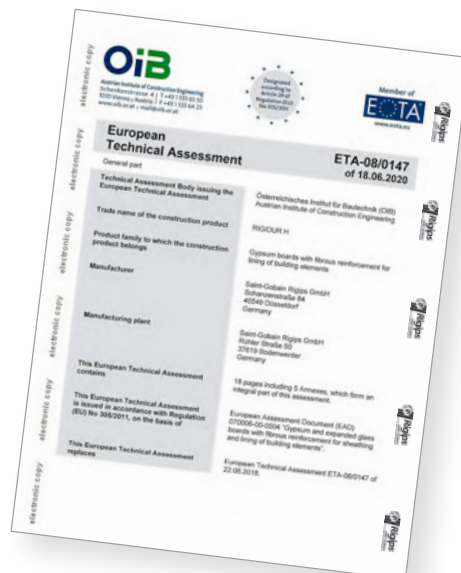 OiB
Austrian Institute of Construction Engineering
Schenkenstrasse 4 | T +43 1 533 65 50
1010 Vienna | Austria | F +43 1 533 64 23
www.oib.or.at | mail@oib.or.at
Designated
according to
Article 29 of
Regulation (EU)
No 305/2011
Member of
EOTA
www.eota.eu
European
Technical Assessment
ETA-08/0147
of 18.06.2020
General part
Technical Assessment Body issuing the
European Technical Assessment
Österreichisches Institut für Bautechnik (OIB)
Austrian Institute of Construction Engineering
Trade name of the construction product
RIGIDUR H
Product family to which the construction
product belongs
Gypsum boards with fibrous reinforcement for
lining of building elements
Manufacturer
Saint-Gobain Rigips GmbH
Schanzenstraße 84
40549 Düsseldorf
Germany
Manufacturing plant
Saint-Gobain Rigips GmbH
Rühler Straße 50
37619 Bodenwerder
Germany
This European Technical Assessment
contains
18 pages including 5 Annexes, which form an
integral part of this assessment.
This European Technical Assessment
is issued in accordance with Regulation
(EU) No 305/2011, on the basis of
European Assessment Document (EAD)
070006-00-0504 "Gypsum and expanded glass
boards with fibrous reinforcement for sheathing
and lining of building elements".
This European Technical Assessment
replaces
European Technical Assessment ETA-08/0147 of
22.08.2018.
electronic copy
electronic copy
electronic copy
electronic copy
electronic copy
electronic copy
Rigips
Rigips
Rigips
Rigips
Rigips